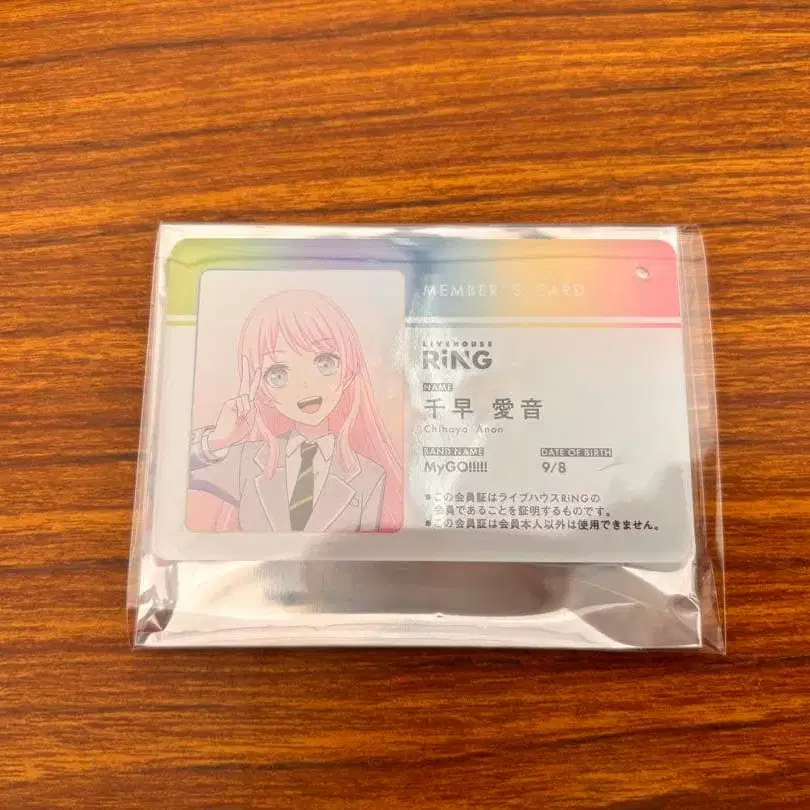 MEMBER'S CARD
LIVEHOUSE
RiNG
NAME
千早 愛音
Chihaya Anon
BAND NAME
MyGO!!!!!
DATE OF BIRTH
9/8
■この会員証はライブハウスRiNGの
会員であることを証明するものです。
■この会員証は会員本人以外は使用できません。